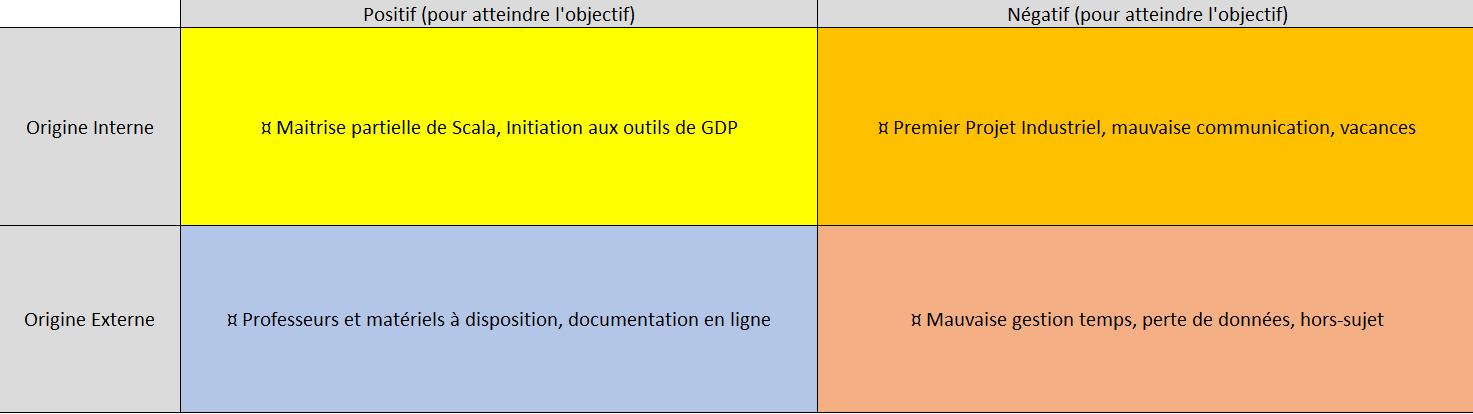 Positif (pour atteindre l'objectif)
Négatif (pour atteindre l'objectif)
Origine Interne
¤ Maitrise partielle de Scala, Initiation aux outils de GDP
¤ Premier Projet Industriel, mauvaise communication, vacances
Origine Externe
¤ Professeurs et matériels à disposition, documentation en ligne
¤ Mauvaise gestion temps, perte de données, hors-sujet